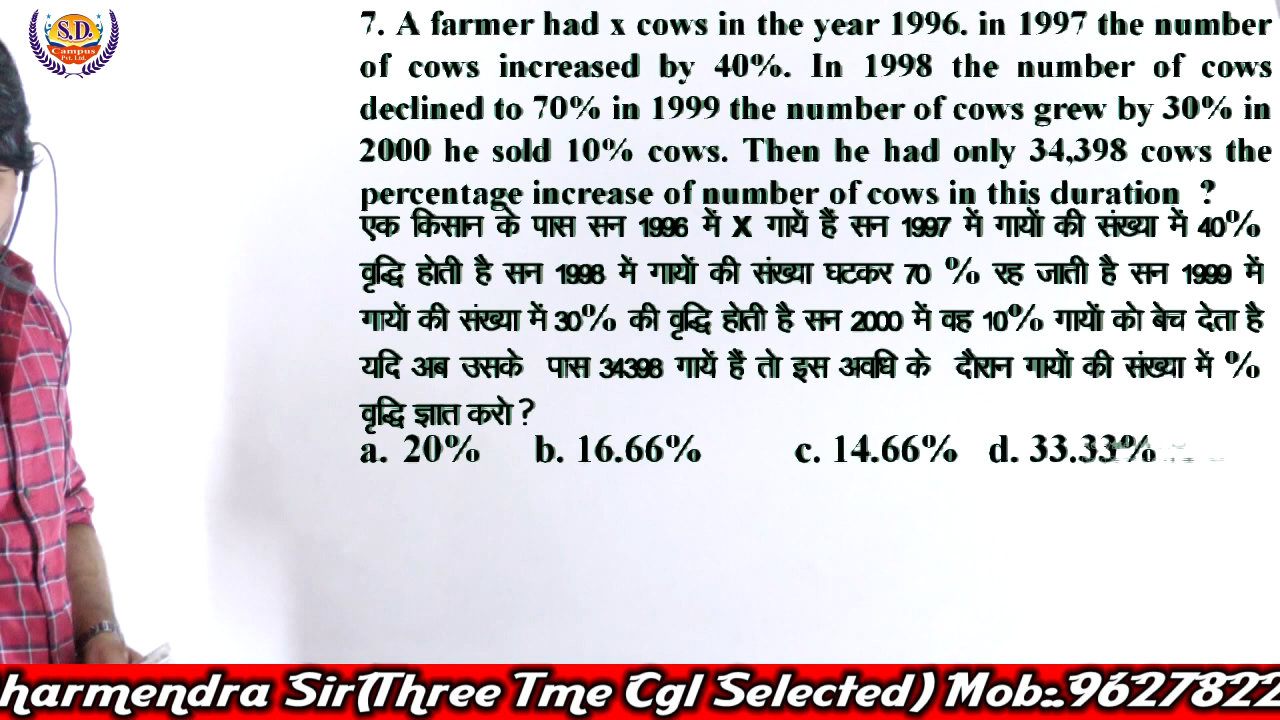 S.D.
Campus
Pvt. Ltd.
7. A farmer had x cows in the year 1996. in 1997 the number
of cows increased by 40%. In 1998 the number of cows
declined to 70% in 1999 the number of cows grew by 30% in
2000 he sold 10% cows. Then he had only 34,398 cows the
percentage increase of number of cows in this duration ?
एक किसान के पास सन 1996 में X गायें हैं सन 1997 में गायों की संख्या में 40%
वृद्धि होती है सन 1998 में गायों की संख्या घटकर 70 % रह जाती है सन 1999 में
गायों की संख्या में 30% की वृद्धि होती है सन 2000 में वह 10% गायों को बेच देता है
यदि अब उसके पास 34398 गायें हैं तो इस अवधि के दौरान गायों की संख्या में %
वृद्धि ज्ञात करो ?
a. 20% b. 16.66% c. 14.66% d. 33.33%
harmendra Sir(Three Tme Cgl Selected) Mob:.9627822